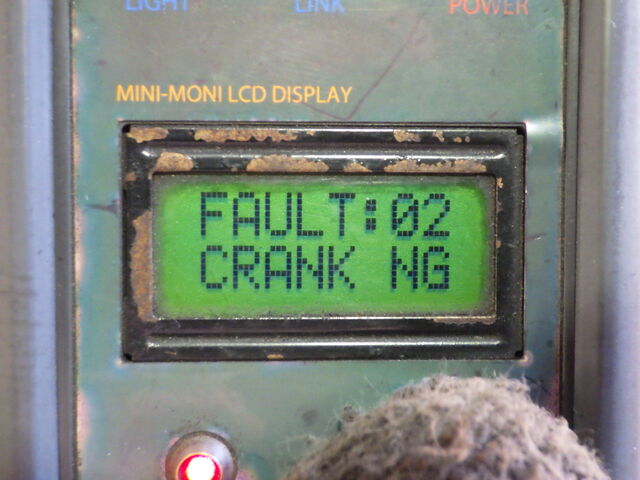 LIGHT LINK POWER
MINI-MONI LCD DISPLAY
FAULT:02
CRANK NG